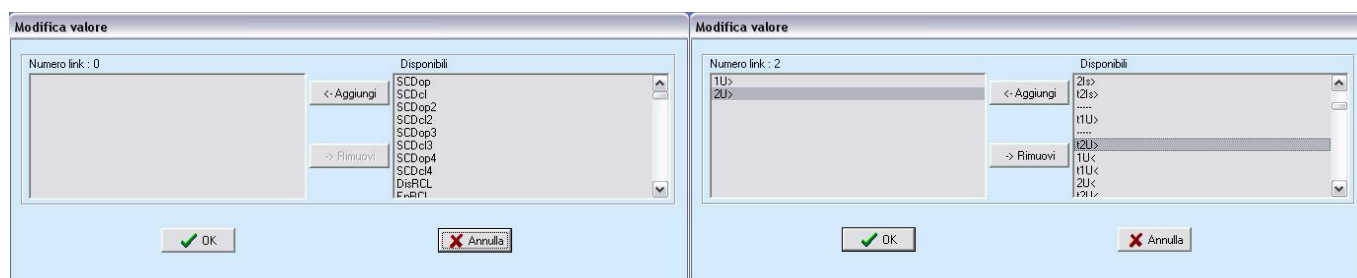 Modifica valore
Numero link : 0
Disponibili
<- Aggiungi
-> Rimuovi
SCDop
SCDcl
SCDop2
SCDcl2
SCDop3
SCDcl3
SCDop4
SCDcl4
DisRCL
EnRCL
OK
Annulla
Modifica valore
Numero link : 2
Disponibili
1U>
2U>
<- Aggiungi
-> Rimuovi
2Is>
t2Is>
-----
t1U>
-----
t2U>
1U<
t1U<
2U<
t2U<
OK
Annulla